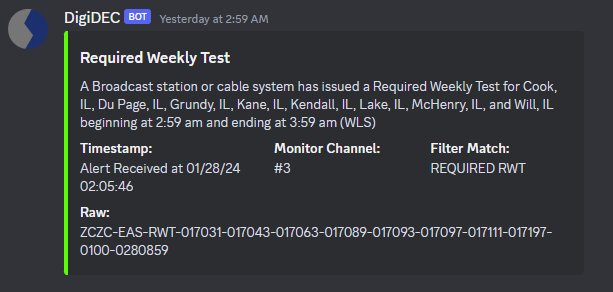 DigiDEC BOT Yesterday at 2:59 AM
Required Weekly Test
A Broadcast station or cable system has issued a Required Weekly Test for Cook,
IL, Du Page, IL, Grundy, IL, Kane, IL, Kendall, IL, Lake, IL, McHenry, IL, and Will, IL
beginning at 2:59 am and ending at 3:59 am (WLS)
Timestamp: Monitor Channel: Filter Match:
Alert Received at 01/28/24 #3 REQUIRED RWT
02:05:46
Raw:
ZCZC-EAS-RWT-017031-017043-017063-017089-017093-017097-017111-017197-
0100-0280859